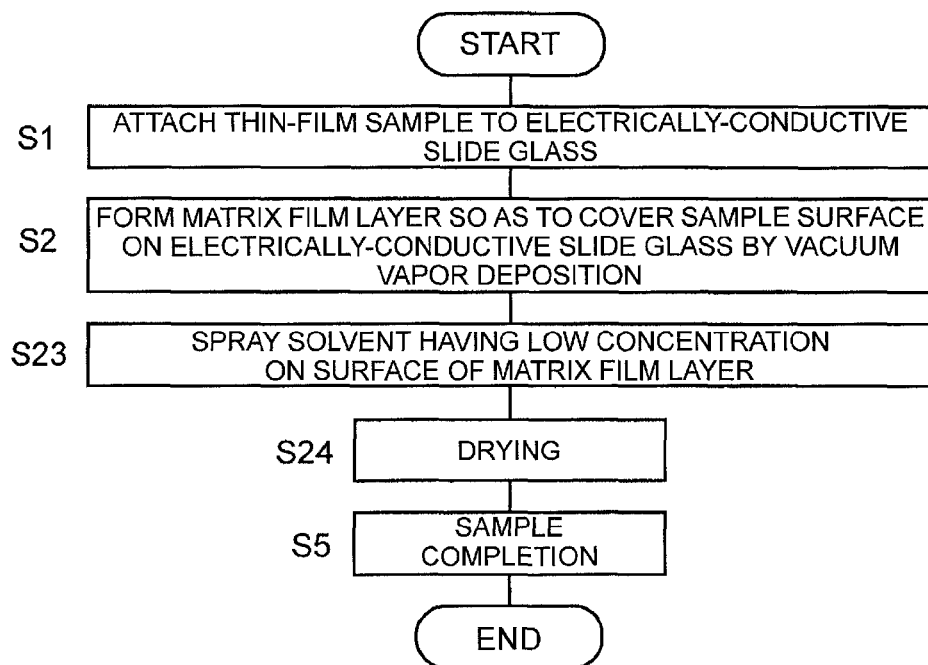 START
S1
ATTACH THIN-FILM SAMPLE TO ELECTRICALLY-CONDUCTIVE
SLIDE GLASS
S2
FORM MATRIX FILM LAYER SO AS TO COVER SAMPLE SURFACE
ON ELECTRICALLY-CONDUCTIVE SLIDE GLASS BY VACUUM
VAPOR DEPOSITION
S23
SPRAY SOLVENT HAVING LOW CONCENTRATION
ON SURFACE OF MATRIX FILM LAYER
S24
DRYING
S5
SAMPLE
COMPLETION
END